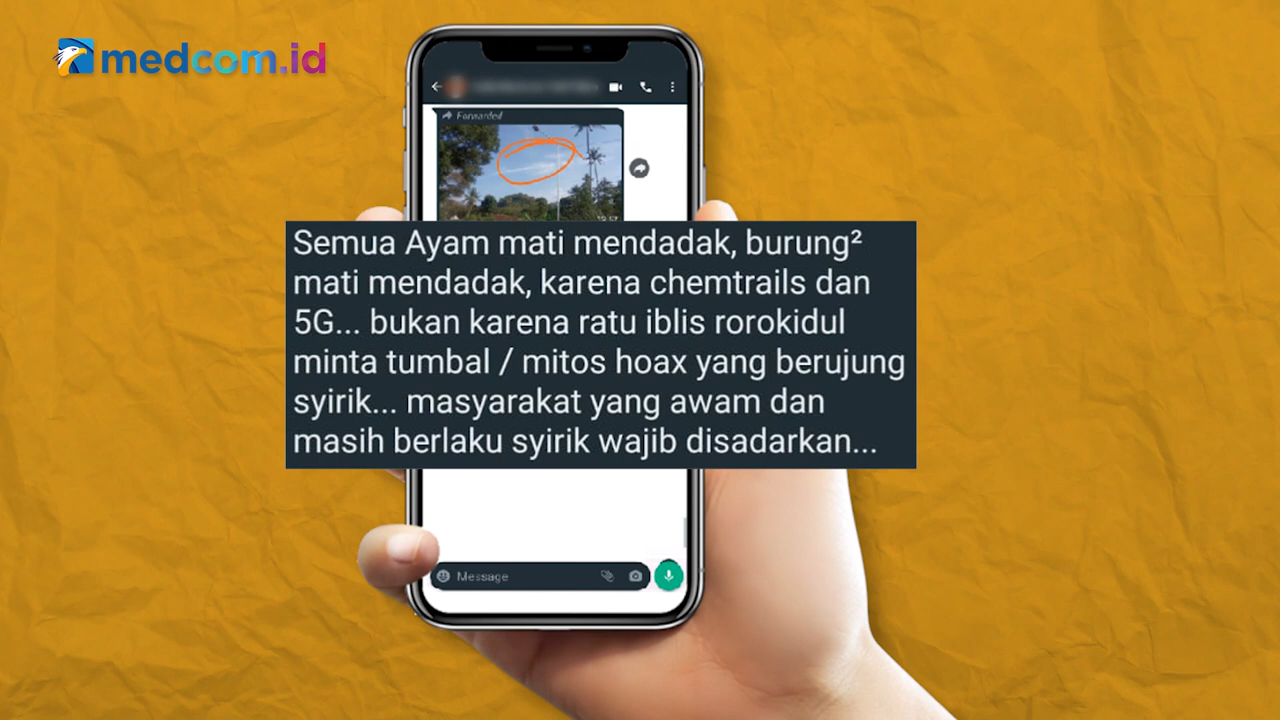 medcom.id
Forwarded
Semua Ayam mati mendadak, burung²
mati mendadak, karena chemtrails dan
5G... bukan karena ratu iblis rorokidul
minta tumbal / mitos hoax yang berujung
syirik... masyarakat yang awam dan
masih berlaku syirik wajib disadarkan...
Message